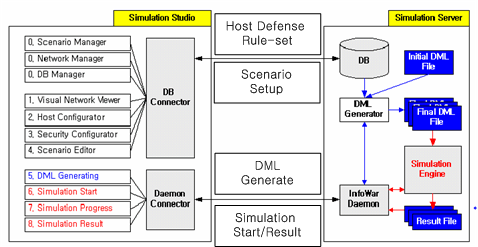 Simulation Studio
0, Scenario Manager
0, Network Manager
0, DB Manager
1, Visual Network Viewer
2, Host Configurator
3, Security Configurator
4, Scenario Editor
5, DML Generating
6, Simulation Start
7, Simulation Progress
8, Simulation Result
DB
Connector
Daemon
Connector
Host Defense
Rule-set
Scenario
Setup
DML
Generate
Simulation
Start/Result
Simulation Server
DB
Initial DML
File
DML
Generator
Final DML
File
Simulation
Engine
InfoWar
Daemon
Result File